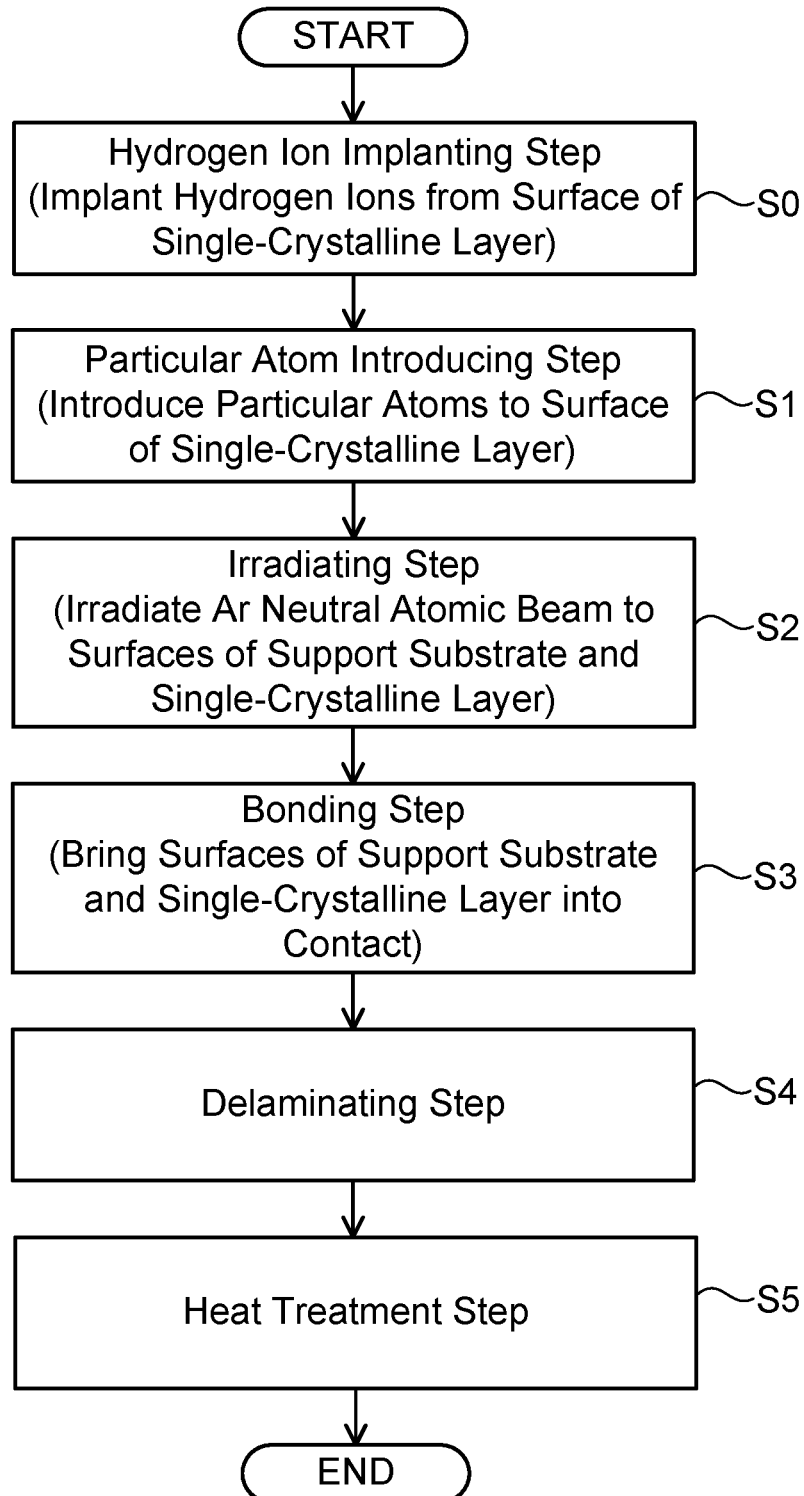 START
Hydrogen Ion Implanting Step
(Implant Hydrogen Ions from Surface of
Single-Crystalline Layer)
S0
Particular Atom Introducing Step
(Introduce Particular Atoms to Surface
of Single-Crystalline Layer)
S1
Irradiating Step
(Irradiate Ar Neutral Atomic Beam to
Surfaces of Support Substrate and
Single-Crystalline Layer)
S2
Bonding Step
(Bring Surfaces of Support Substrate
and Single-Crystalline Layer into
Contact)
S3
Delaminating Step
S4
Heat Treatment Step
S5
END